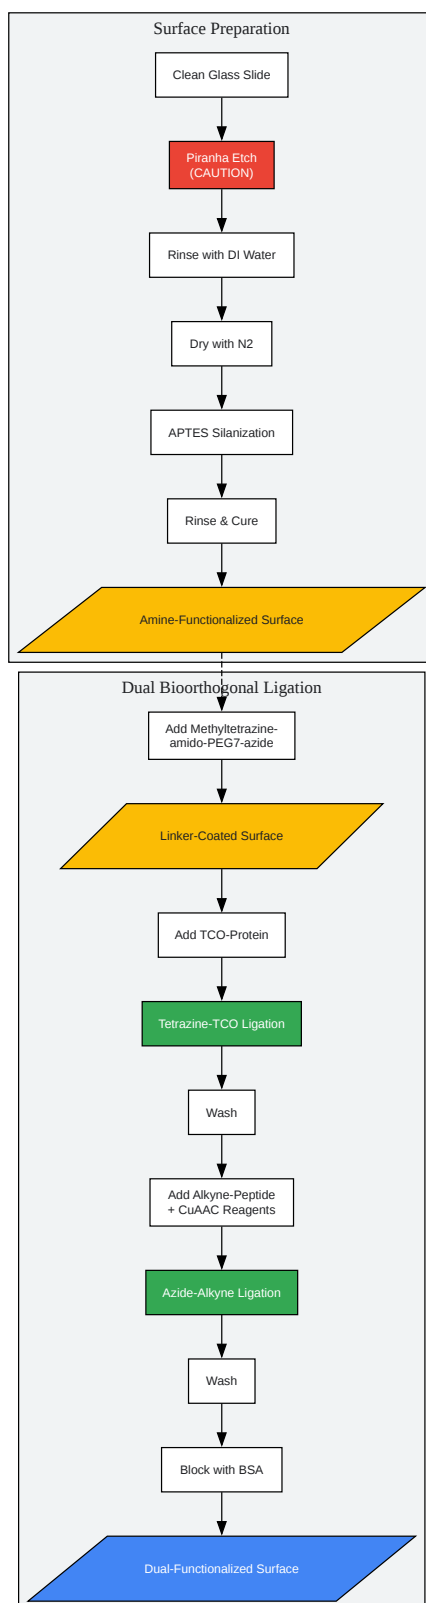 Surface Preparation
Clean Glass Slide
Piranha Etch
(CAUTION)
Rinse with DI Water
Dry with N2
APTES Silanization
Rinse & Cure
Amine-Functionalized Surface
Dual Bioorthogonal Ligation
Add Methyltetrazine-
amido-PEG7-azide
Linker-Coated Surface
Add TCO-Protein
Tetrazine-TCO Ligation
Wash
Add Alkyne-Peptide
+ CuAAC Reagents
Azide-Alkyne Ligation
Wash
Block with BSA
Dual-Functionalized Surface